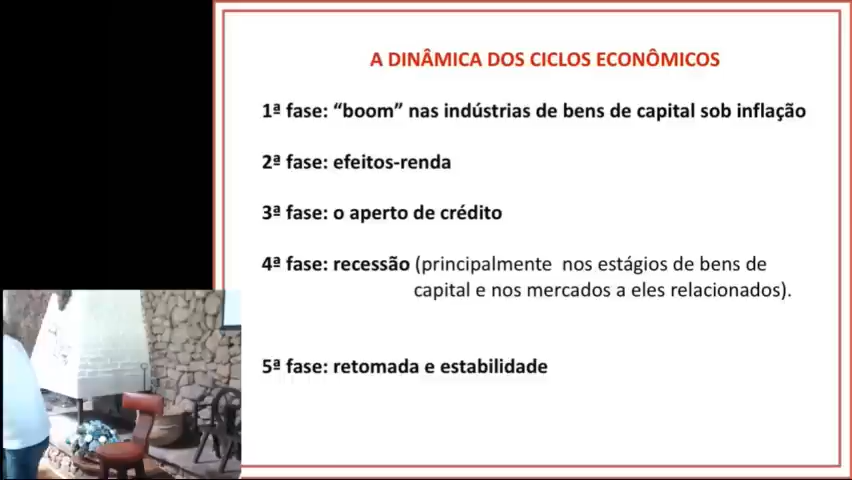 A DINÂMICA DOS CICLOS ECONÔMICOS
1ª fase: “boom” nas indústrias de bens de capital sob inflação
2ª fase: efeitos-renda
3ª fase: o aperto de crédito
4ª fase: recessão (principalmente nos estágios de bens de
capital e nos mercados a eles relacionados).
5ª fase: retomada e estabilidade